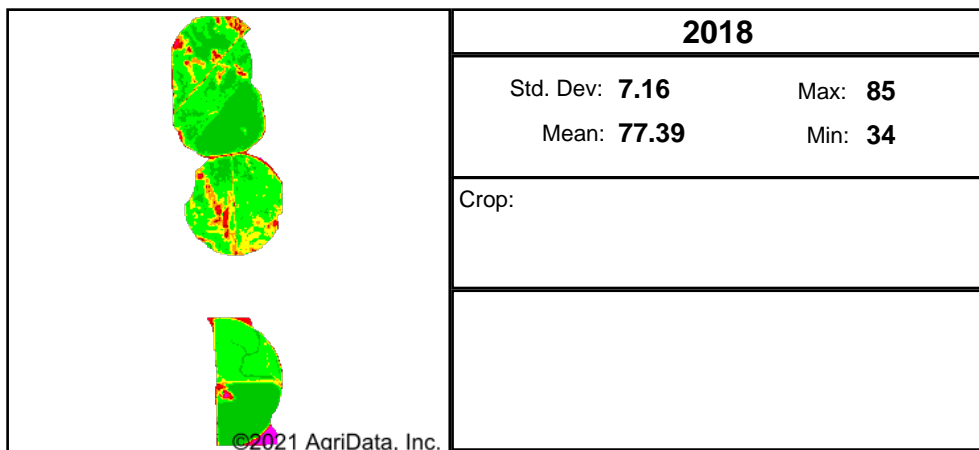 2018
Std. Dev: 7.16 Max: 85
Mean: 77.39 Min: 34
Crop:
©2021 AgriData, Inc.